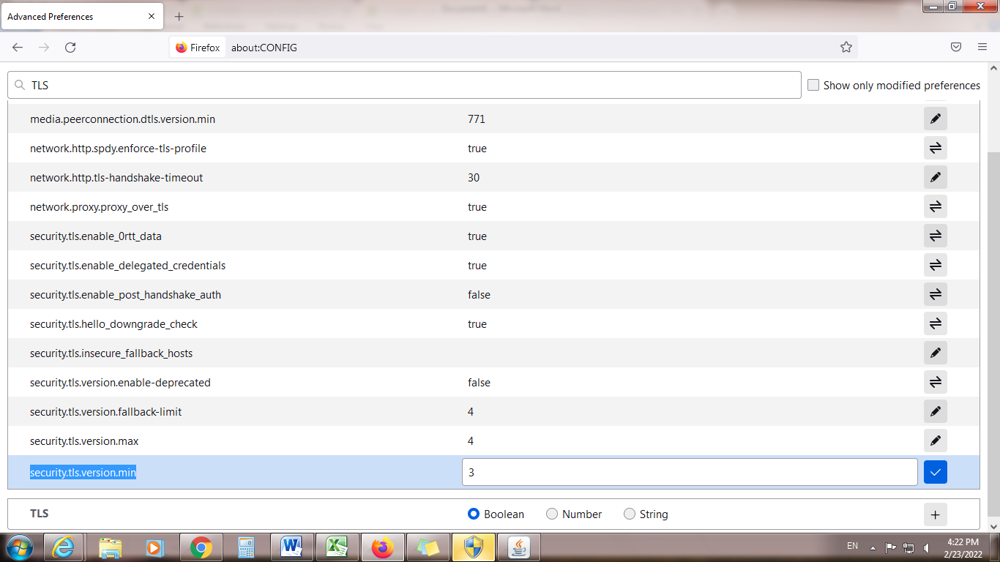 Document1 - Microsoft Word
Advanced Preferences
Firefox about:CONFIG
TLS
Show only modified preferences
media.peerconnection.dtls.version.min 771
network.http.spdy.enforce-tls-profile true
network.http.tls-handshake-timeout 30
network.proxy.proxy_over_tls true
security.tls.enable_0rtt_data true
security.tls.enable_delegated_credentials true
security.tls.enable_post_handshake_auth false
security.tls.hello_downgrade_check true
security.tls.insecure_fallback_hosts
security.tls.version.enable-deprecated false
security.tls.version.fallback-limit 4
security.tls.version.max 4
security.tls.version.min 3
TLS Boolean Number String
EN
4:22 PM
2/23/2022